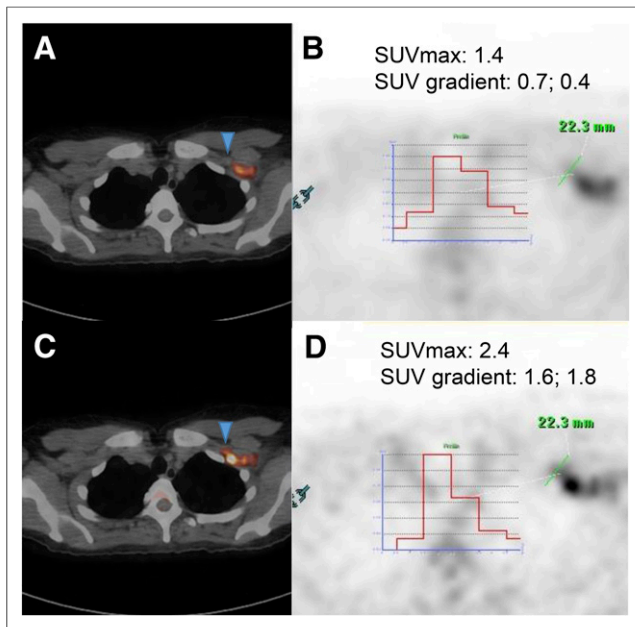 A
B
SUVmax: 1.4
SUV gradient: 0.7; 0.4
22.3 mm
Profile
C
D
SUVmax: 2.4
SUV gradient: 1.6; 1.8
22.3 mm
Profile